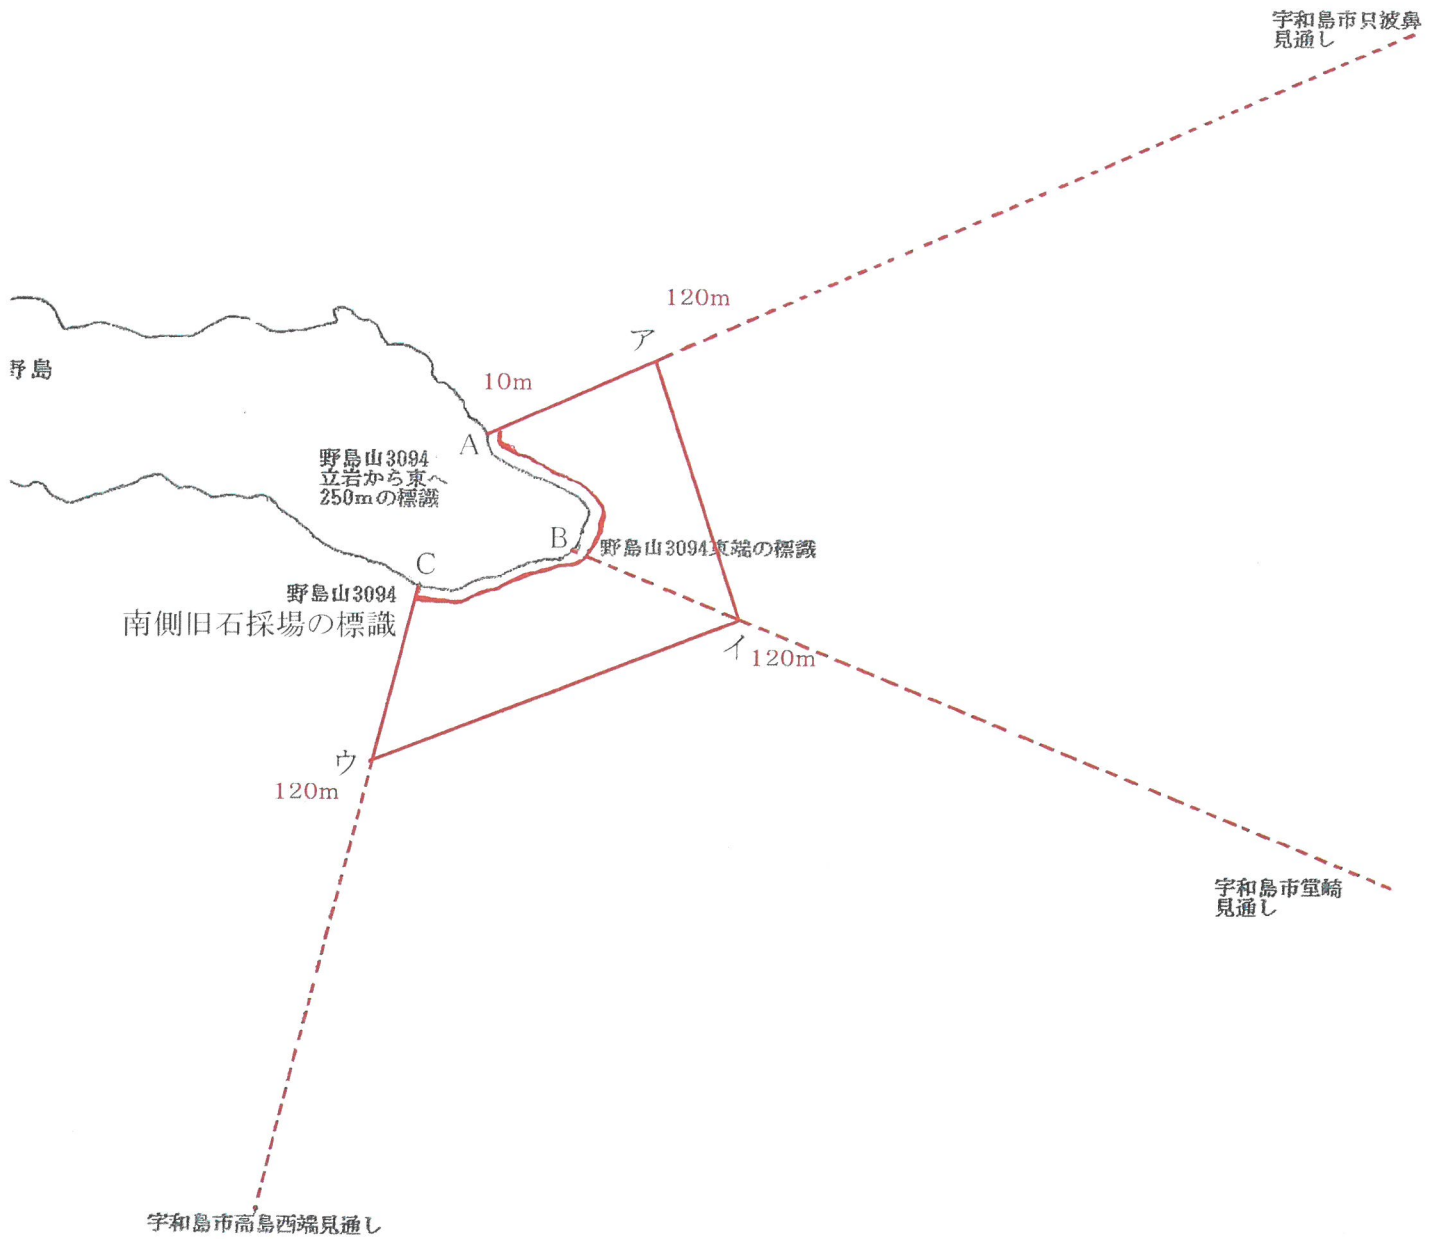 宇和島市只波鼻
見通し
120m
ア
野島
10m
A
野島山3094
立岩から東へ
250mの標識
B
野島山3094東端の標識
C
野島山3094
南側旧石採場の標識
イ
120m
ウ
120m
宇和島市堂崎
見通し
宇和島市高島西端見通し